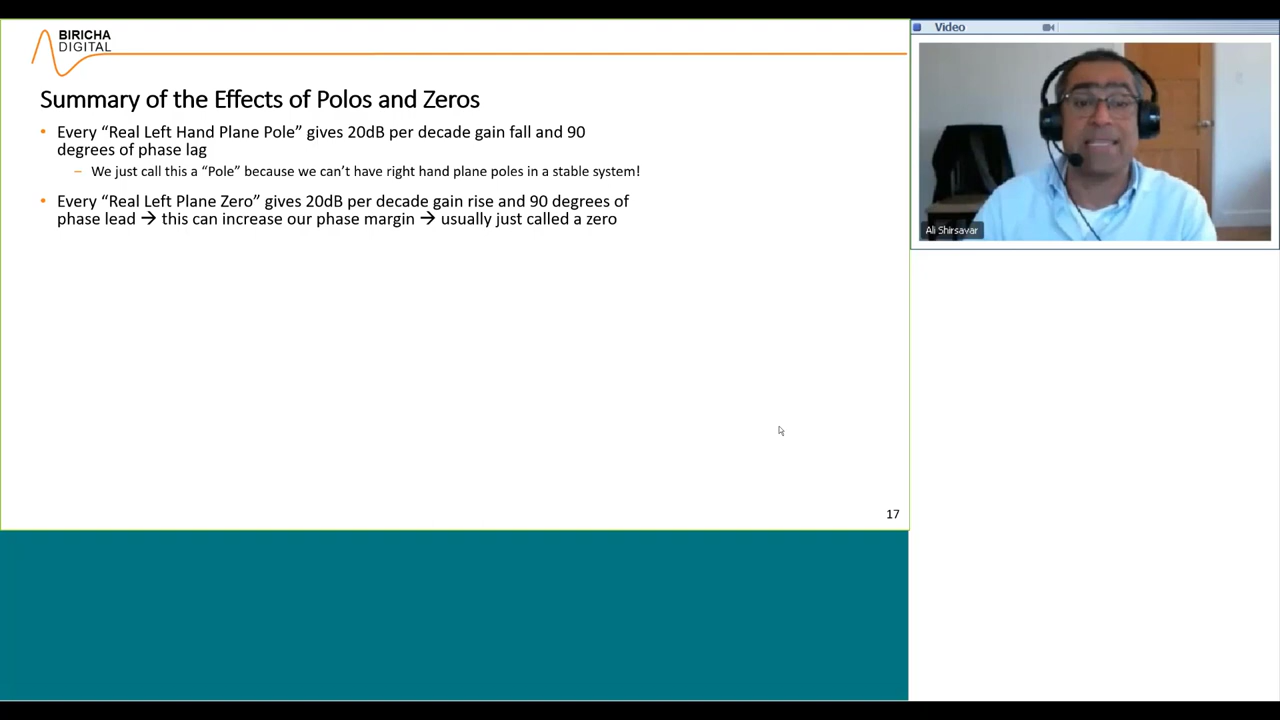 BIRICHA
DIGITAL
Video
Summary of the Effects of Polos and Zeros
• Every “Real Left Hand Plane Pole” gives 20dB per decade gain fall and 90
degrees of phase lag
– We just call this a “Pole” because we can’t have right hand plane poles in a stable system!
• Every “Real Left Plane Zero” gives 20dB per decade gain rise and 90 degrees of
phase lead → this can increase our phase margin → usually just called a zero
Ali Shirsavar
17